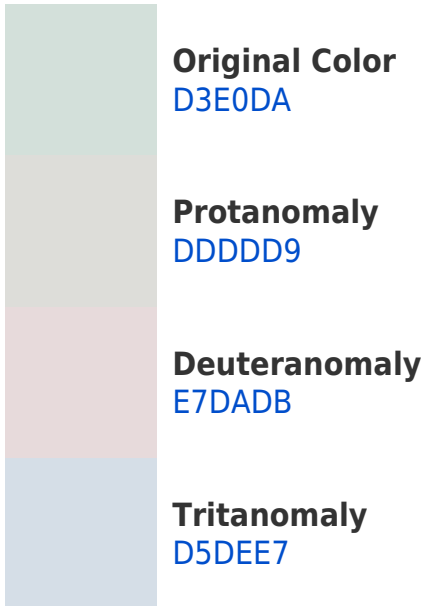 Original Color
D3E0DA
Protanomaly
DDDDD9
Deuteranomaly
E7DADB
Tritanomaly
D5DEE7